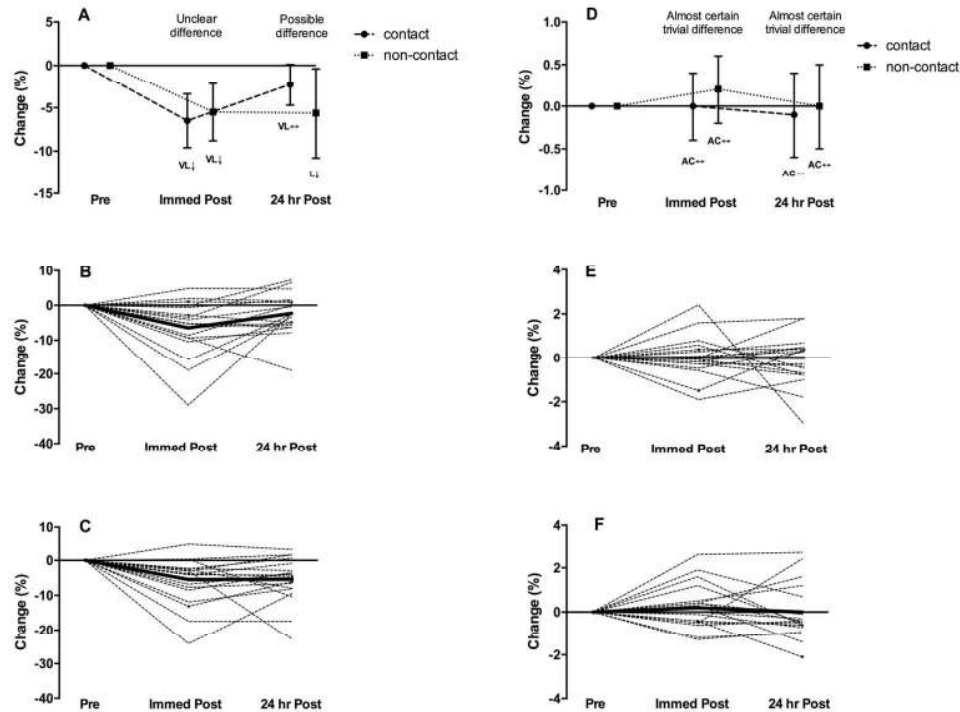 A
Unclear
difference
Possible
difference
contact
non-contact
5
0
-5
-10
-15
Change (%)
VL↓
VL↓
VL↔
L↓
Pre
Immed Post
24 hr Post
D
Almost certain
trivial difference
Almost certain
trivial difference
contact
non-contact
1.0
0.5
0.0
-0.5
-1.0
Change (%)
AC↔
AC↔
AC
AC↔
Pre
Immed Post
24 hr Post
B
10
0
-10
-20
-30
-40
Change (%)
Pre
Immed Post
24 hr Post
E
4
2
0
-2
-4
Change (%)
Pre
Immed Post
24 hr Post
C
10
0
-10
-20
-30
-40
Change (%)
Pre
Immed Post
24 hr Post
F
4
2
0
-2
-4
Change (%)
Pre
Immed Post
24 hr Post